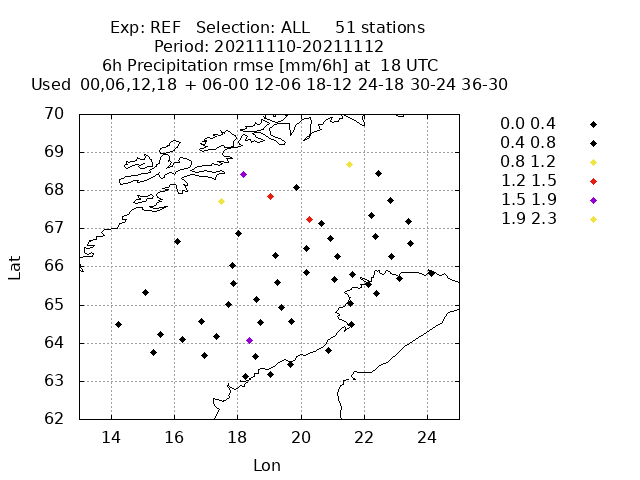 Exp: REF   Selection: ALL     51 stations
Period: 20211110-20211112
6h Precipitation rmse [mm/6h] at  18 UTC
Used  00,06,12,18  + 06-00 12-06 18-12 24-18 30-24 36-30
0.0 0.4
0.4 0.8
0.8 1.2
1.2 1.5
1.5 1.9
1.9 2.3
70
69
68
67
66
65
64
63
62
Lat
14 16 18 20 22 24
Lon